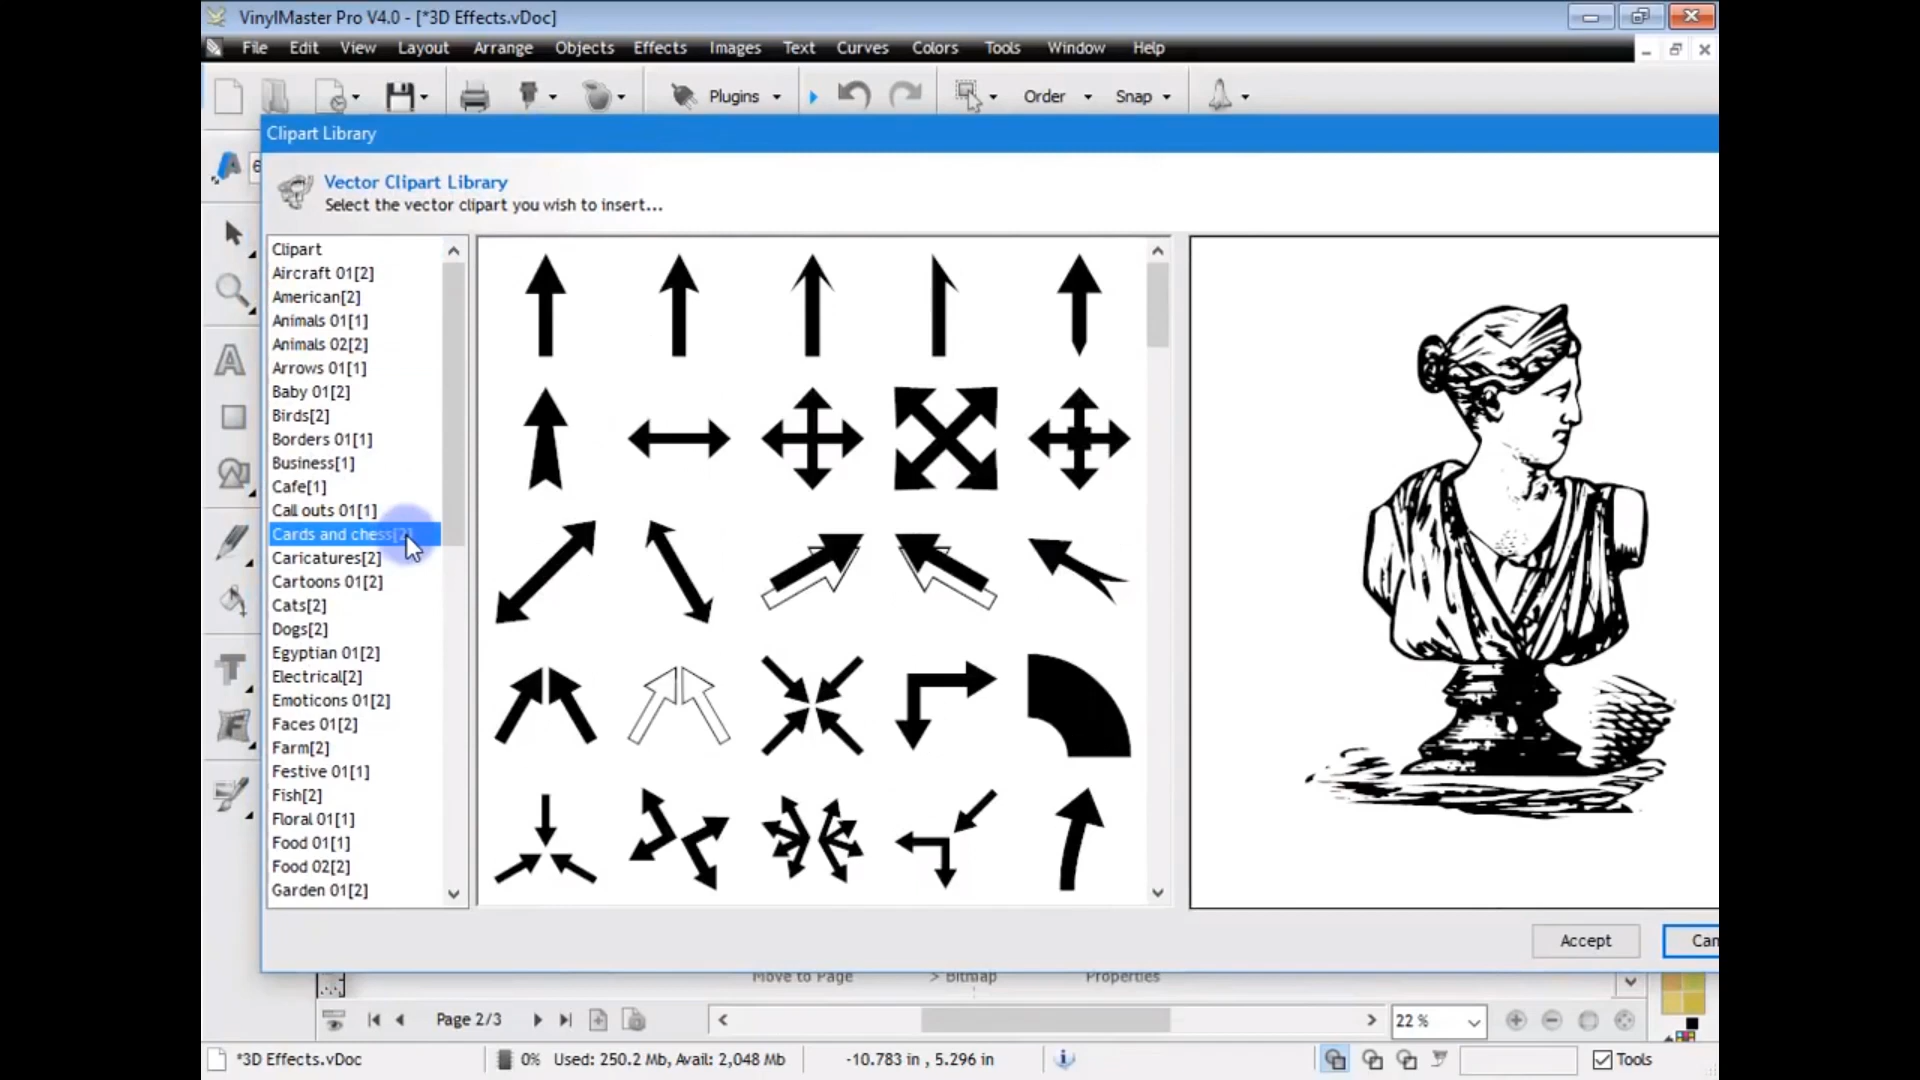 VinylMaster Pro V4.0 - [*3D Effects.vDoc]
File Edit View Layout Arrange Objects Effects Images Text Curves Colors Tools Window Help
Plugins Order Snap
Clipart Library
6
Vector Clipart Library
Select the vector clipart you wish to insert...
Clipart
Aircraft 01[2]
American[2]
Animals 01[1]
Animals 02[2]
Arrows 01[1]
Baby 01[2]
Birds[2]
Borders 01[1]
Business[1]
Cafe[1]
Call outs 01[1]
Cards and chess[2]
Caricatures[2]
Cartoons 01[2]
Cats[2]
Dogs[2]
Egyptian 01[2]
Electrical[2]
Emoticons 01[2]
Faces 01[2]
Farm[2]
Festive 01[1]
Fish[2]
Floral 01[1]
Food 01[1]
Food 02[2]
Garden 01[2]
Accept Can
Move to Page > Bitmap Properties
Page 2/3 22 %
*3D Effects.vDoc 0% Used: 250.2 Mb, Avail: 2,048 Mb -10.783 in , 5.296 in Tools